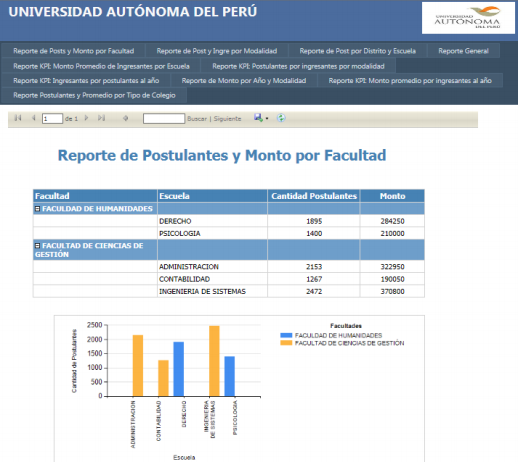 UNIVERSIDAD AUTÓNOMA DEL PERÚ
UNIVERSIDAD
AUTÓNOMA
DEL PERÚ
Reporte de Posts y Monto por Facultad Reporte de Post y Ingre por Modalidad Reporte de Post por Distrito y Escuela Reporte General
Reporte KPI: Monto Promedio de Ingresantes por Escuela Reporte KPI: Postulantes por ingresantes por modalidad
Reporte KPI: Ingresantes por postulantes al año Reporte de Monto por Año y Modalidad Reporte KPI: Monto promedio por ingresantes al año
Reporte Postulantes y Promedio por Tipo de Colegio
1 de 1 Buscar | Siguiente
Reporte de Postulantes y Monto por Facultad
Facultad Escuela Cantidad Postulantes Monto
FACULDAD DE HUMANIDADES
DERECHO 1895 284250
PSICOLOGIA 1400 210000
FACULTAD DE CIENCIAS DE
GESTIÓN
ADMINISTRACION 2153 322950
CONTABILIDAD 1267 190050
INGENIERIA DE SISTEMAS 2472 370800
Cantidad de Postulantes
2500
2000
1500
1000
500
0
ADMINISTRACION
CONTABILIDAD
DERECHO
INGENIERIA
DE SISTEMAS
PSICOLOGIA
Escuela
Facultades
FACULDAD DE HUMANIDADES
FACULTAD DE CIENCIAS DE GESTIÓN